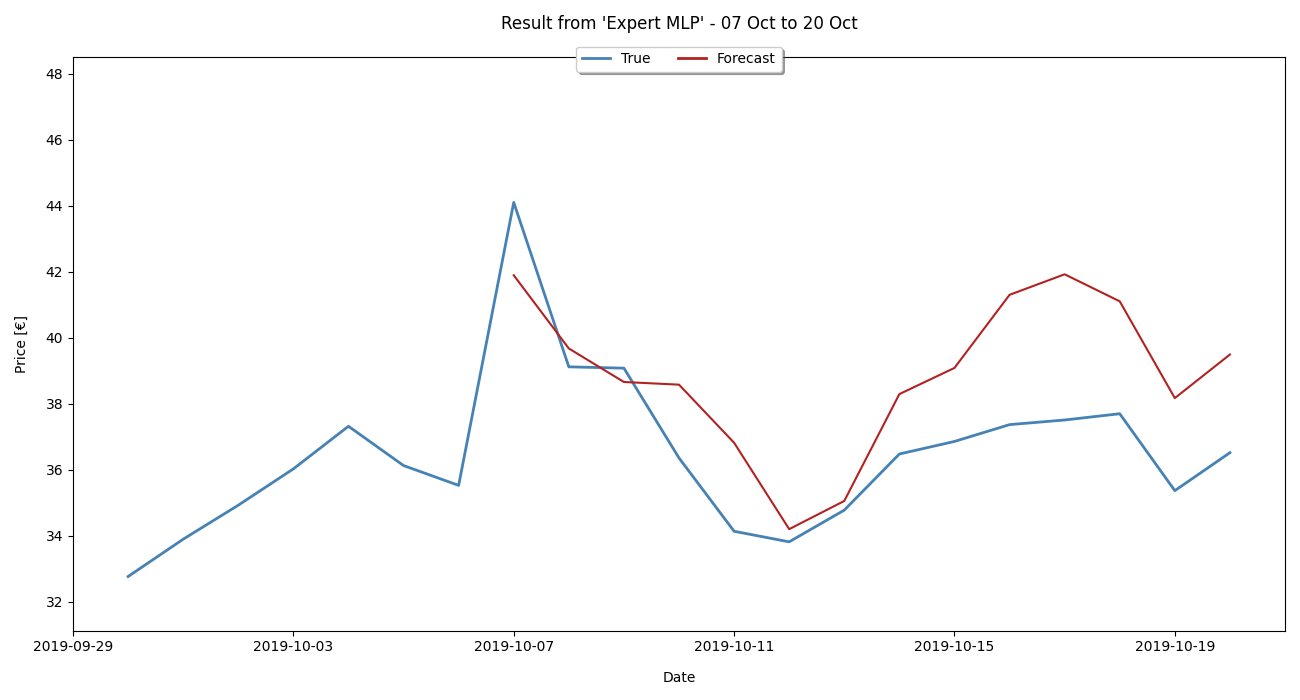 Result from 'Expert MLP' - 07 Oct to 20 Oct
True Forecast
48
46
44
42
40
38
36
34
32
Price [€]
2019-09-29 2019-10-03 2019-10-07 2019-10-11 2019-10-15 2019-10-19
Date